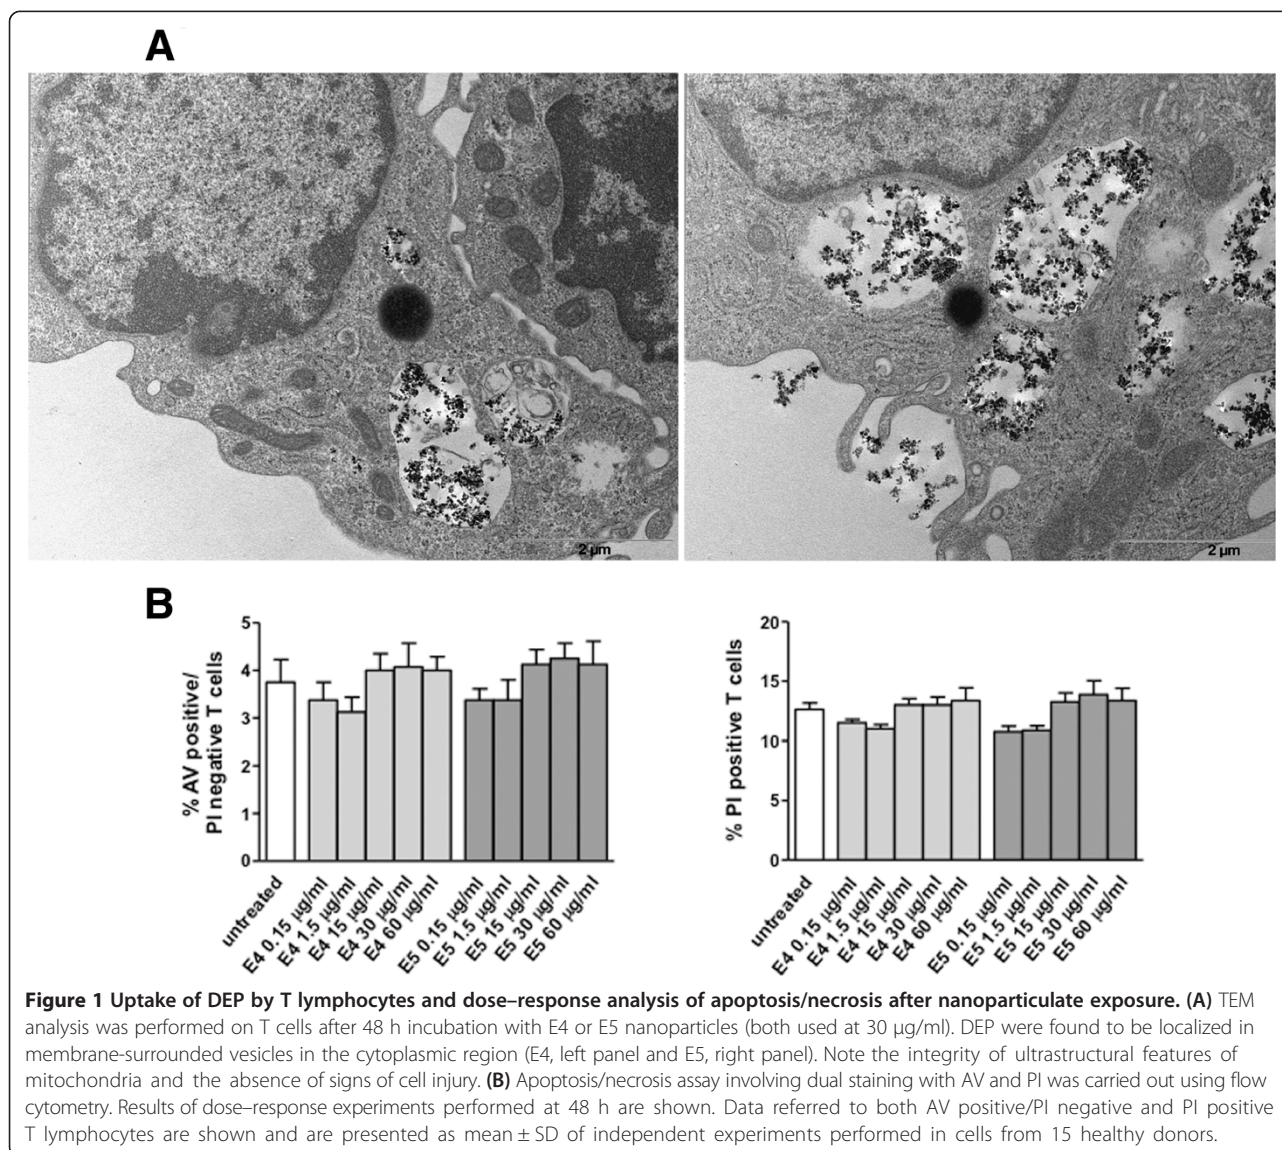 A
2 µm
2 µm
B
% AV positive/
PI negative T cells
5
4
3
2
1
0
untreated
E4 0.15 µg/ml
E4 1.5 µg/ml
E4 15 µg/ml
E4 30 µg/ml
E4 60 µg/ml
E5 0.15 µg/ml
E5 1.5 µg/ml
E5 15 µg/ml
E5 30 µg/ml
E5 60 µg/ml
% PI positive T cells
20
15
10
5
0
untreated
E4 0.15 µg/ml
E4 1.5 µg/ml
E4 15 µg/ml
E4 30 µg/ml
E4 60 µg/ml
E5 0.15 µg/ml
E5 1.5 µg/ml
E5 15 µg/ml
E5 30 µg/ml
E5 60 µg/ml
Figure 1 Uptake of DEP by T lymphocytes and dose–response analysis of apoptosis/necrosis after nanoparticulate exposure. (A) TEM
analysis was performed on T cells after 48 h incubation with E4 or E5 nanoparticles (both used at 30 µg/ml). DEP were found to be localized in
membrane-surrounded vesicles in the cytoplasmic region (E4, left panel and E5, right panel). Note the integrity of ultrastructural features of
mitochondria and the absence of signs of cell injury. (B) Apoptosis/necrosis assay involving dual staining with AV and PI was carried out using flow
cytometry. Results of dose–response experiments performed at 48 h are shown. Data referred to both AV positive/PI negative and PI positive
T lymphocytes are shown and are presented as mean ± SD of independent experiments performed in cells from 15 healthy donors.